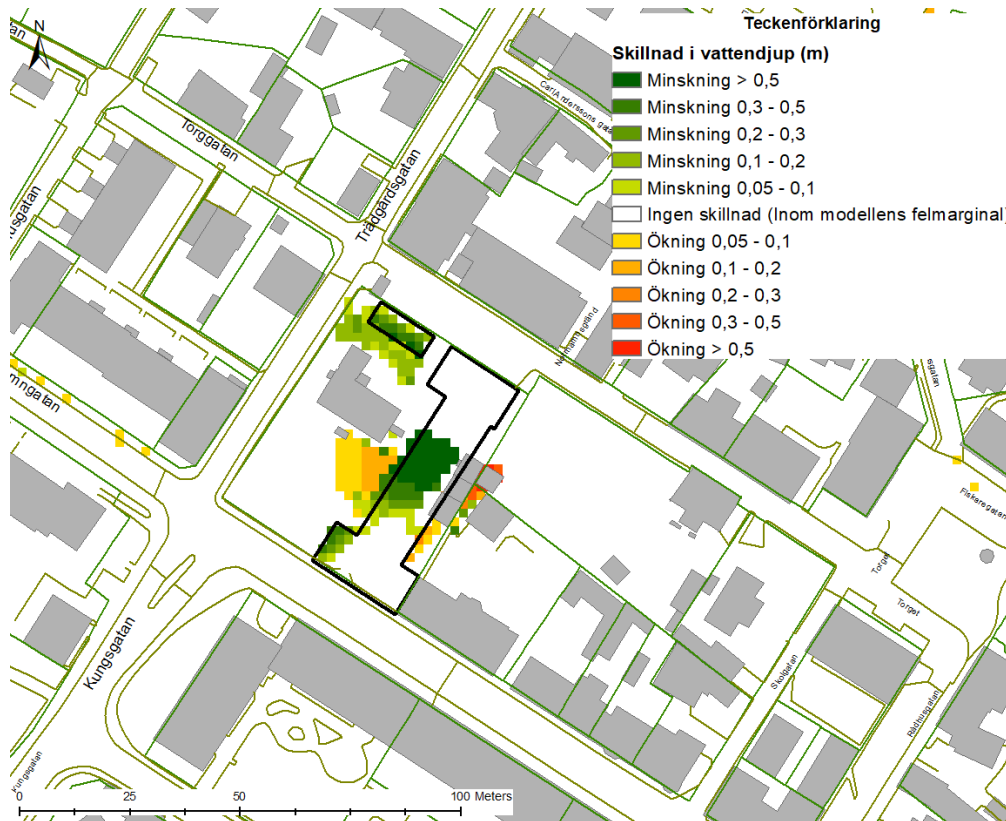 N
Teckenförklaring
Skillnad i vattendjup (m)
Minskning > 0,5
Minskning 0,3 - 0,5
Minskning 0,2 - 0,3
Minskning 0,1 - 0,2
Minskning 0,05 - 0,1
Ingen skillnad (Inom modellens felmarginal)
Ökning 0,05 - 0,1
Ökning 0,1 - 0,2
Ökning 0,2 - 0,3
Ökning 0,3 - 0,5
Ökning > 0,5
Torggatan
Trädgårdsgatan
Kungsgatan
Kungsgatan
Fiskaregatan
Torget
Torget
Skolgatan
Rådhusgatan
0 25 50 100 Meters